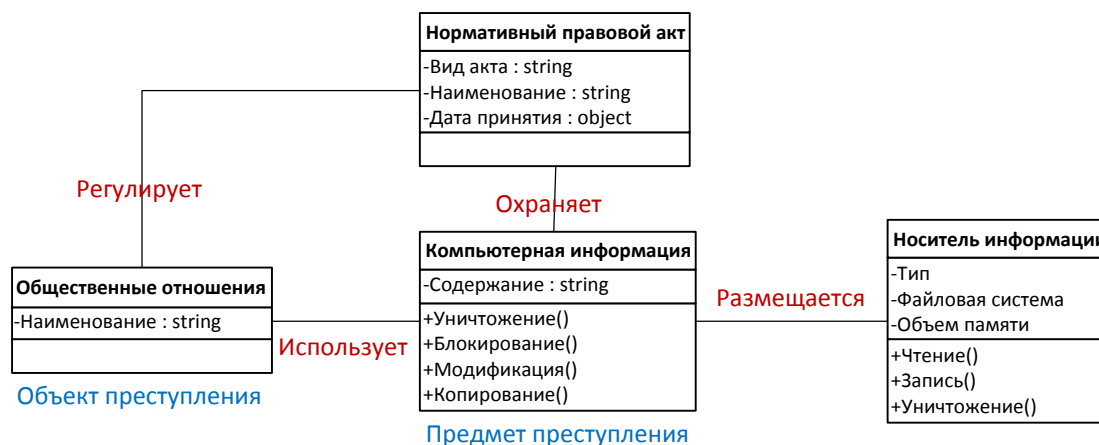 Нормативный правовой акт
-Вид акта : string
-Наименование : string
-Дата принятия : object
Регулирует
Охраняет
Общественные отношения
-Наименование : string
Объект преступления
Использует
Компьютерная информация
-Содержание : string
+Уничтожение()
+Блокирование()
+Модификация()
+Копирование()
Предмет преступления
Размещается
Носитель информации
-Тип
-Файловая система
-Объем памяти
+Чтение()
+Запись()
+Уничтожение()